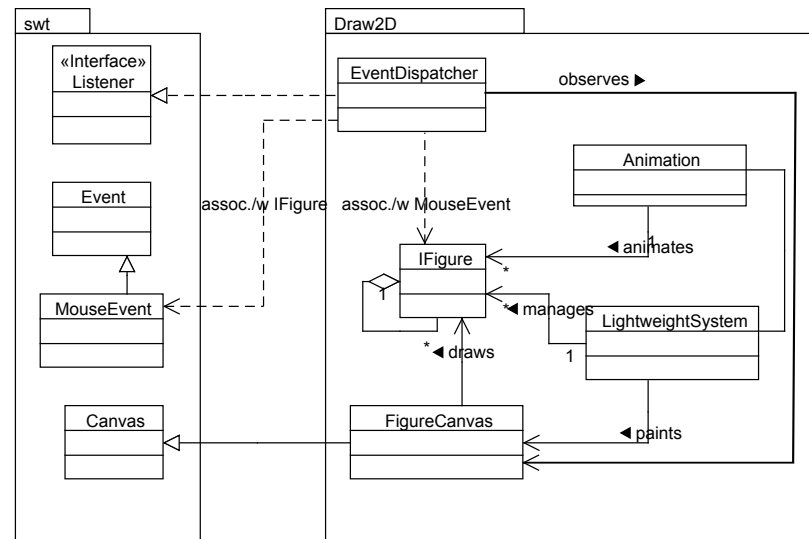 swt
Draw2D
«Interface»
Listener
EventDispatcher
observes ►
Animation
Event
assoc./w IFigure
assoc./w MouseEvent
1
◄ animates
IFigure
*
1
MouseEvent
*
◄ manages
LightweightSystem
1
*
◄ draws
Canvas
FigureCanvas
◄ paints